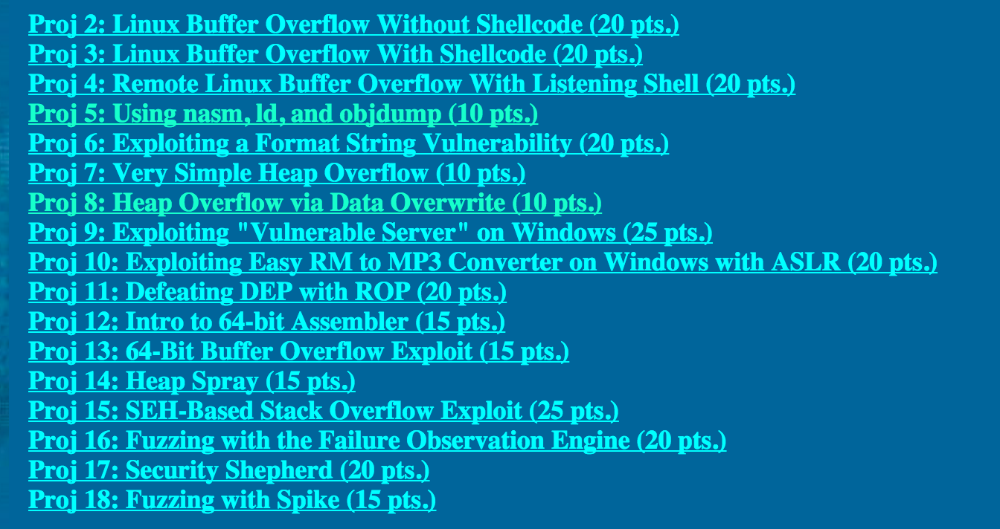 Proj 2: Linux Buffer Overflow Without Shellcode (20 pts.)
Proj 3: Linux Buffer Overflow With Shellcode (20 pts.)
Proj 4: Remote Linux Buffer Overflow With Listening Shell (20 pts.)
Proj 5: Using nasm, ld, and objdump (10 pts.)
Proj 6: Exploiting a Format String Vulnerability (20 pts.)
Proj 7: Very Simple Heap Overflow (10 pts.)
Proj 8: Heap Overflow via Data Overwrite (10 pts.)
Proj 9: Exploiting "Vulnerable Server" on Windows (25 pts.)
Proj 10: Exploiting Easy RM to MP3 Converter on Windows with ASLR (20 pts.)
Proj 11: Defeating DEP with ROP (20 pts.)
Proj 12: Intro to 64-bit Assembler (15 pts.)
Proj 13: 64-Bit Buffer Overflow Exploit (15 pts.)
Proj 14: Heap Spray (15 pts.)
Proj 15: SEH-Based Stack Overflow Exploit (25 pts.)
Proj 16: Fuzzing with the Failure Observation Engine (20 pts.)
Proj 17: Security Shepherd (20 pts.)
Proj 18: Fuzzing with Spike (15 pts.)